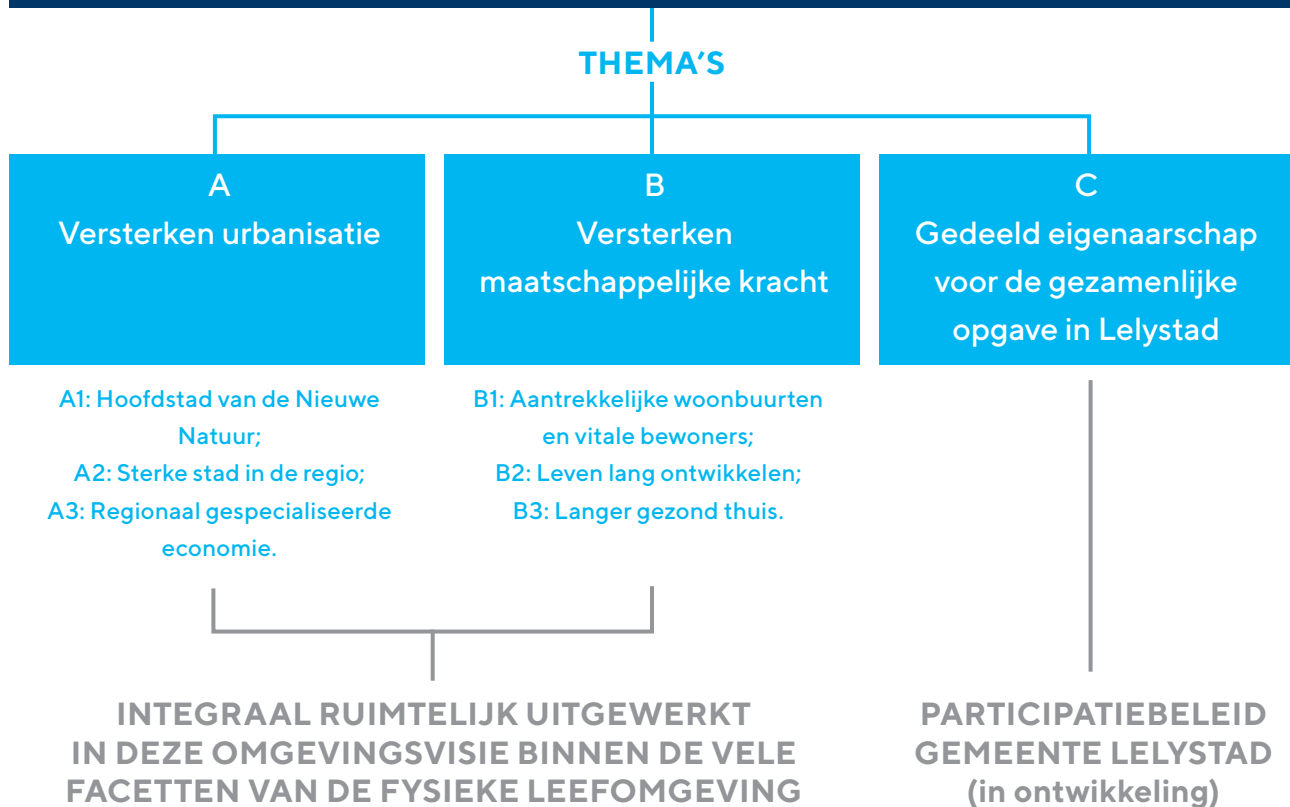 THEMA’S
A
Versterken urbanisatie
B
Versterken
maatschappelijke kracht
C
Gedeeld eigenaarschap
voor de gezamenlijke
opgave in Lelystad
A1: Hoofdstad van de Nieuwe
Natuur;
A2: Sterke stad in de regio;
A3: Regionaal gespecialiseerde
economie.
B1: Aantrekkelijke woonbuurten
en vitale bewoners;
B2: Leven lang ontwikkelen;
B3: Langer gezond thuis.
INTEGRAAL RUIMTELIJK UITGEWERKT
IN DEZE OMGEVINGSVISIE BINNEN DE VELE
FACETTEN VAN DE FYSIEKE LEEFOMGEVING
PARTICIPATIEBELEID
GEMEENTE LELYSTAD
(in ontwikkeling)